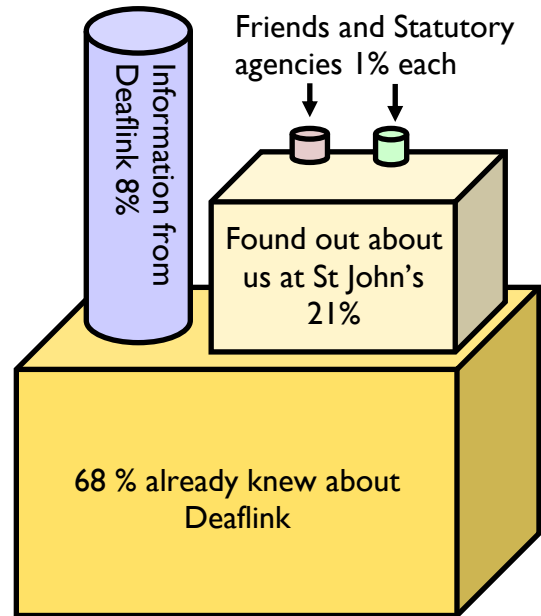 Friends and Statutory
agencies 1% each
Information from
Deaflink 8%
Found out about
us at St John's
21%
68 % already knew about
Deaflink